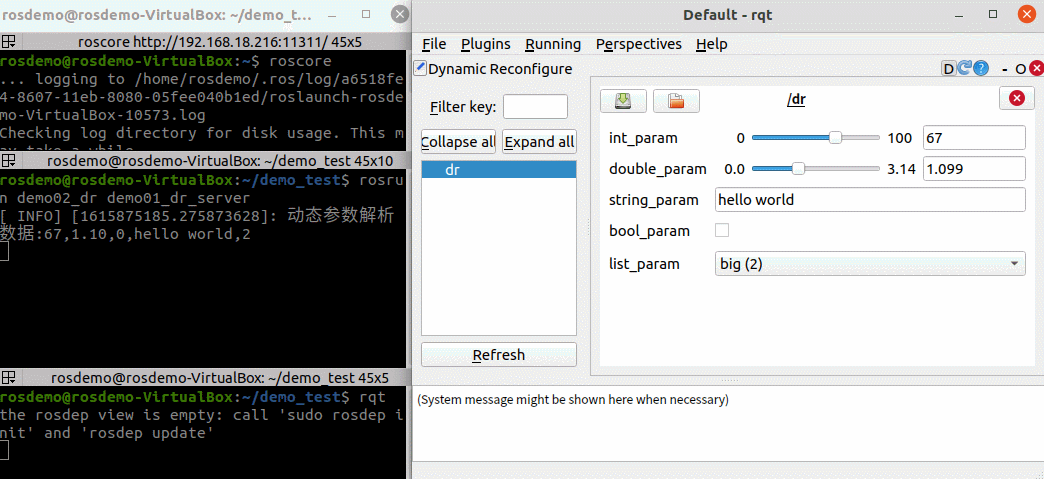 rosdemo@rosdemo-VirtualBox: ~/demo_t...
roscore http://192.168.18.216:11311/ 45x5
rosdemo@rosdemo-VirtualBox:~$ roscore
... logging to /home/rosdemo/.ros/log/a6518fe
4-8607-11eb-8080-05fee040b1ed/roslaunch-rosde
mo-VirtualBox-10573.log
Checking log directory for disk usage. This m
ay take a while
rosdemo@rosdemo-VirtualBox: ~/demo_test 45x10
rosdemo@rosdemo-VirtualBox:~/demo_test$ rosru
n demo02_dr demo01_dr_server
[ INFO] [1615875185.275873628]: 动态参数解析
数据:67,1.10,0,hello world,2
rosdemo@rosdemo-VirtualBox: ~/demo_test 45x5
rosdemo@rosdemo-VirtualBox:~/demo_test$ rqt
the rosdep view is empty: call 'sudo rosdep i
nit' and 'rosdep update'
Default - rqt
File Plugins Running Perspectives Help
Dynamic Reconfigure
D ? - O
Filter key:
Collapse all Expand all
dr
Refresh
/dr
int_param 0 100 67
double_param 0.0 3.14 1.099
string_param hello world
bool_param
list_param big (2)
(System message might be shown here when necessary)